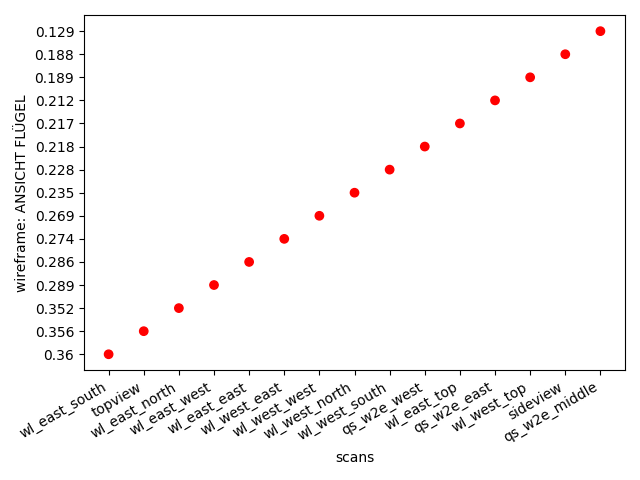 wireframe: ANSICHT FLÜGEL
0.129
0.188
0.189
0.212
0.217
0.218
0.228
0.235
0.269
0.274
0.286
0.289
0.352
0.356
0.36
wl_east_south
topview
wl_east_north
wl_east_west
wl_east_east
wl_west_east
wl_west_west
wl_west_north
wl_west_south
qs_w2e_west
wl_east_top
qs_w2e_east
wl_west_top
sideview
qs_w2e_middle
scans